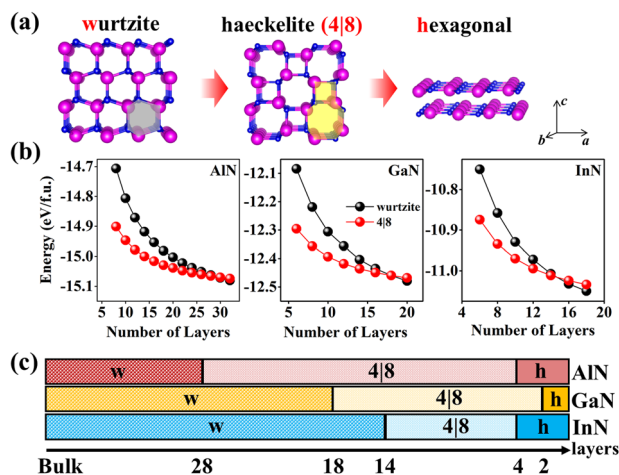 (a) wurtzite haeckelite (4|8) hexagonal
c
b a
(b)
Energy (eV/f.u.)
AlN
-14.7
-14.8
-14.9
-15.0
-15.1
5 10 15 20 25 30
Number of Layers
GaN
wurtzite
4|8
-12.1
-12.2
-12.3
-12.4
-12.5
5 10 15 20
Number of Layers
InN
-10.8
-10.9
-11.0
4 8 12 16 20
Number of Layers
(c)
w 4|8 h AlN
w 4|8 h GaN
w 4|8 h InN
layers
Bulk 28 18 14 4 2